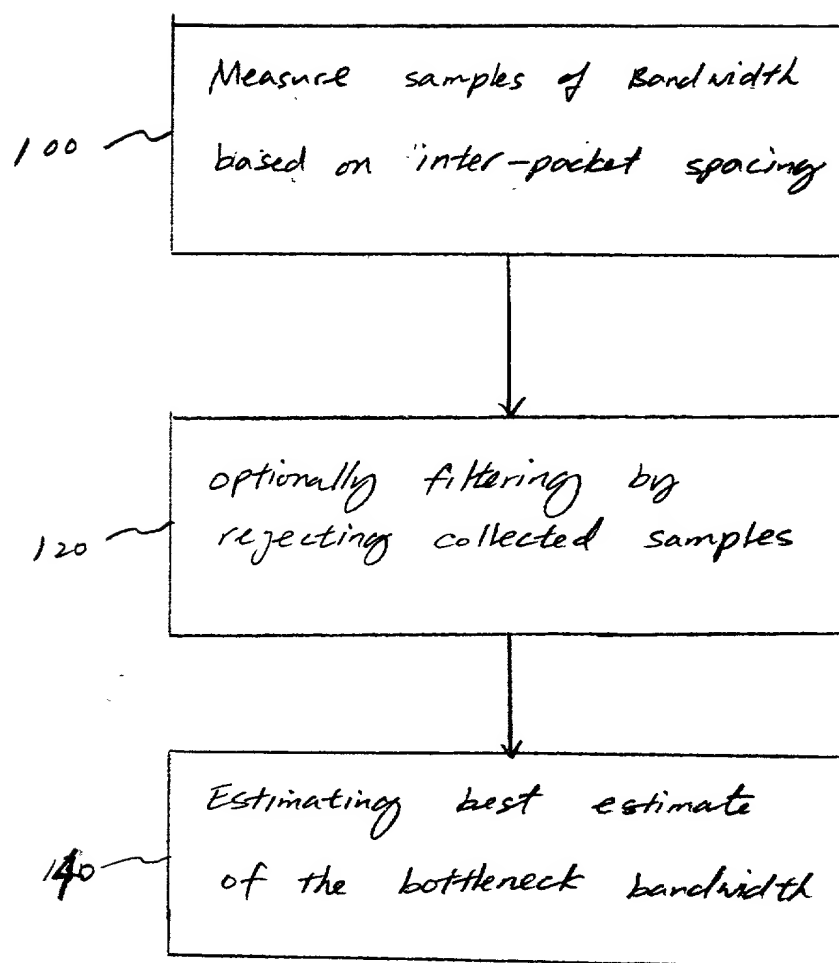 Measure samples of Bandwidth
100
based on inter-packet spacing
optionally filtering by
rejecting collected samples
120
Estimating best estimate
140
of the bottleneck bandwidth